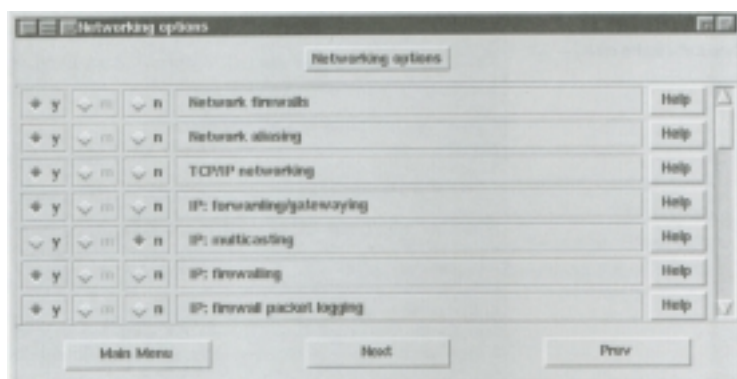 Networking options
Networking options
y m n Network firewalls Help
y m n Network aliasing Help
y m n TCP/IP networking Help
y m n IP: forwarding/gatewaying Help
y m n IP: multicasting Help
y m n IP: firewalling Help
y m n IP: firewall packet logging Help
Main Menu Next Prev